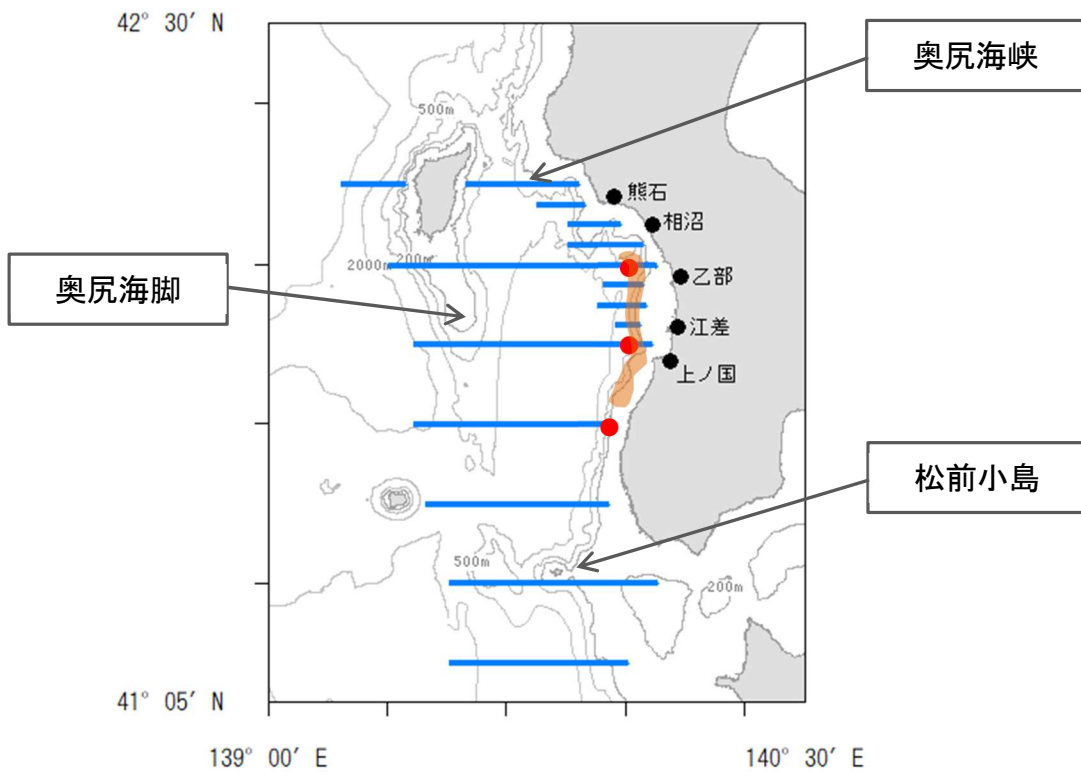 42° 30′ N
奥尻海峡
500m
熊石
相沼
2000m
200m
乙部
奥尻海脚
江差
上ノ国
松前小島
500m
200m
41° 05′ N
139° 00′ E
140° 30′ E